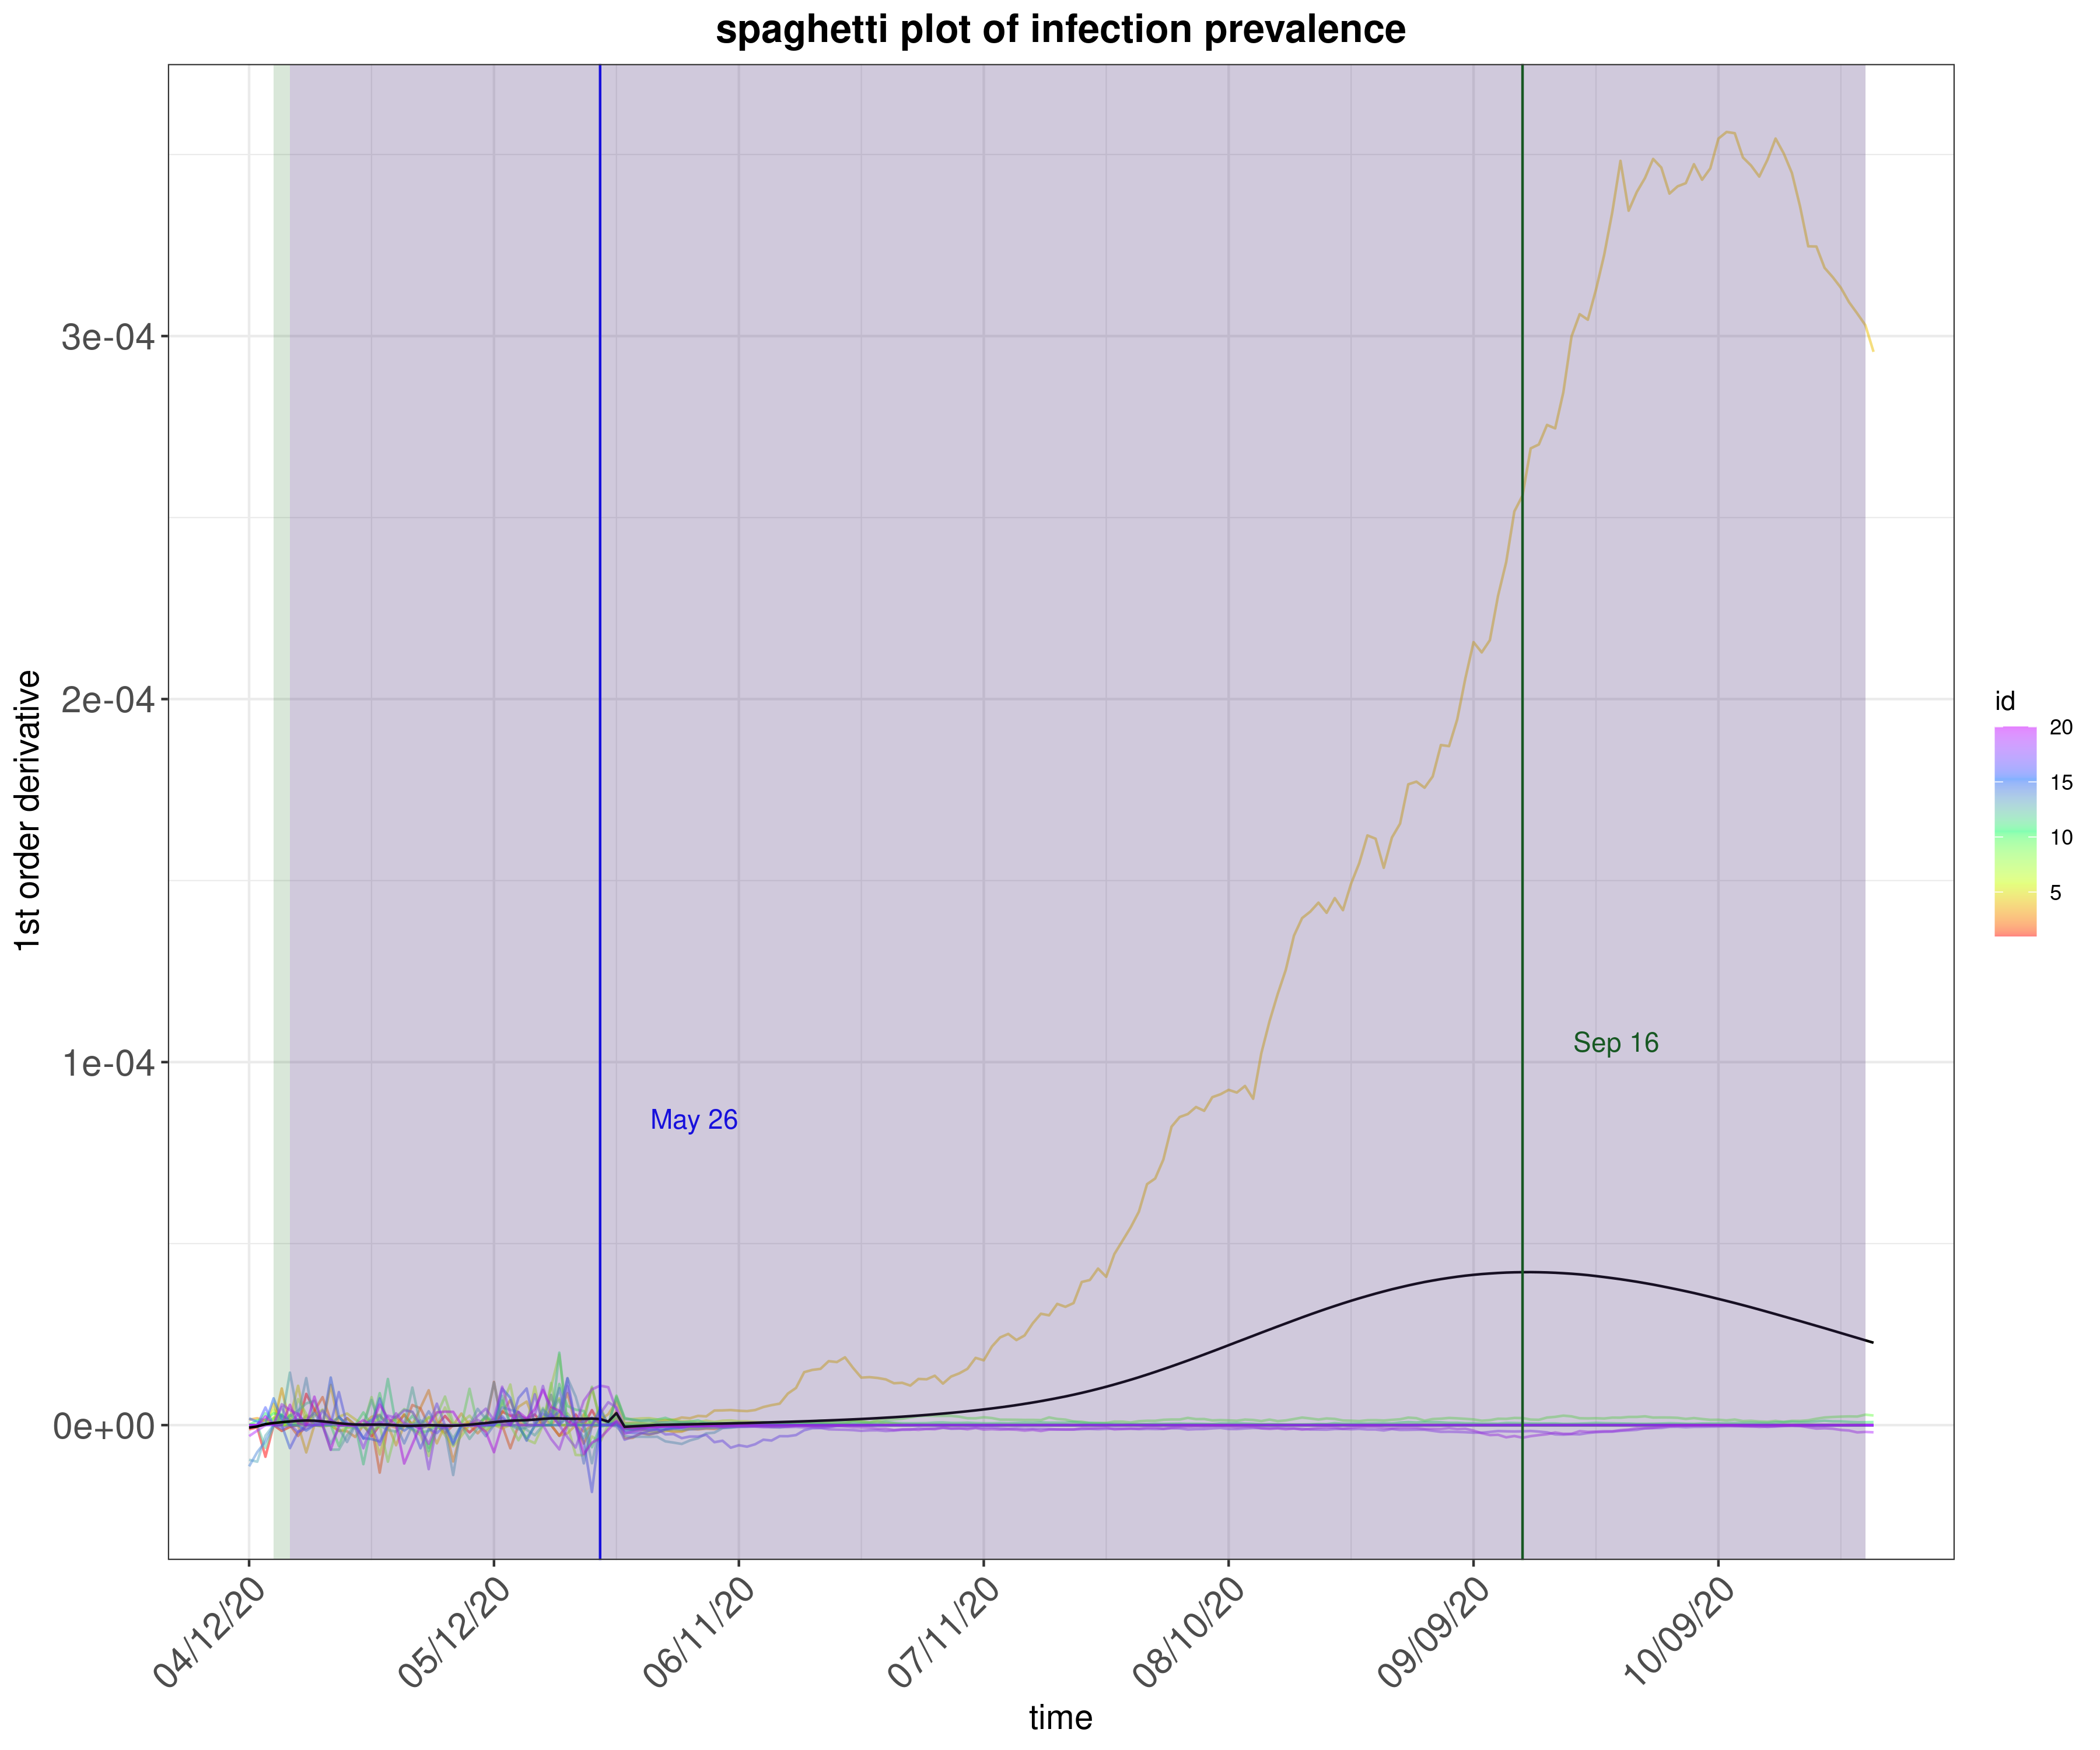 spaghetti plot of infection prevalence
1st order derivative
3e-04
2e-04
1e-04
0e+00
May 26
Sep 16
id
20
15
10
5
04/12/20
05/12/20
06/11/20
07/11/20
08/10/20
09/09/20
10/09/20
time